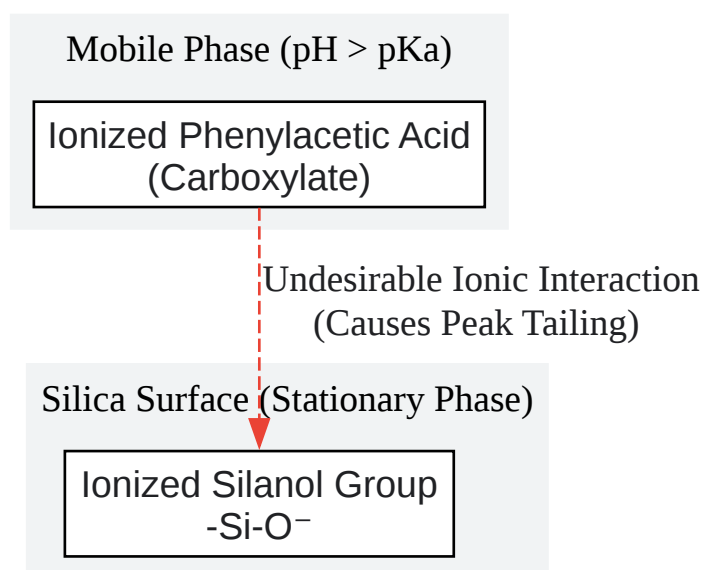 Mobile Phase (pH > pKa)
Ionized Phenylacetic Acid
(Carboxylate)
Undesirable Ionic Interaction
(Causes Peak Tailing)
Silica Surface (Stationary Phase)
Ionized Silanol Group
-Si-O⁻